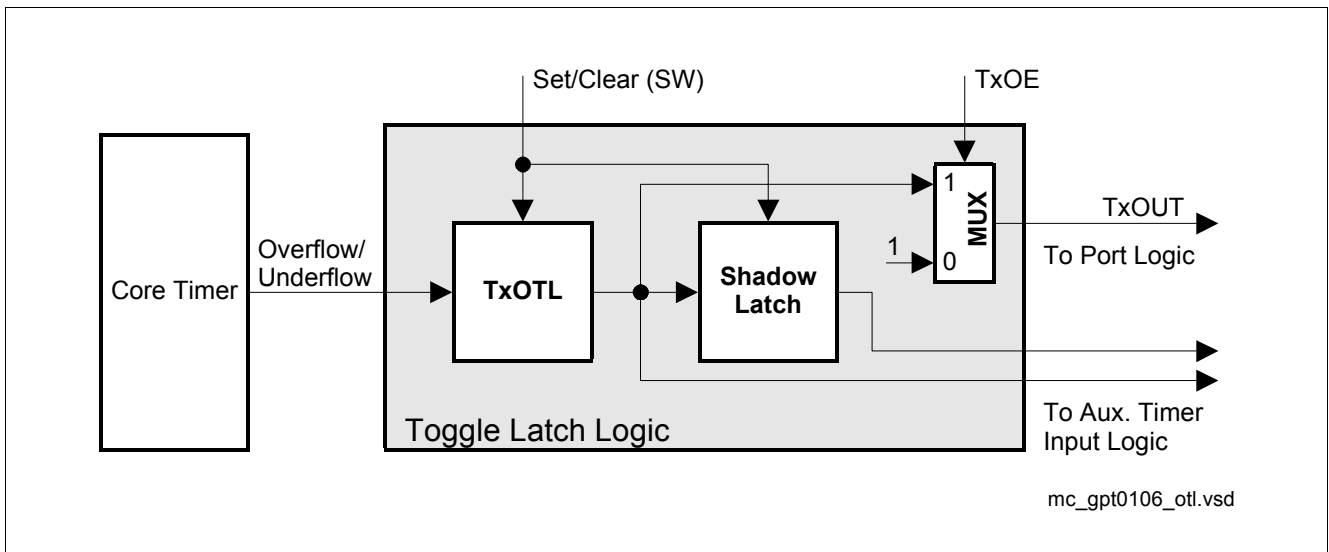 Set/Clear (SW)
TxOE
Core Timer
Overflow/
Underflow
TxOTL
Shadow
Latch
1
1
0
MUX
TxOUT
To Port Logic
To Aux. Timer
Input Logic
Toggle Latch Logic
mc_gpt0106_otl.vsd